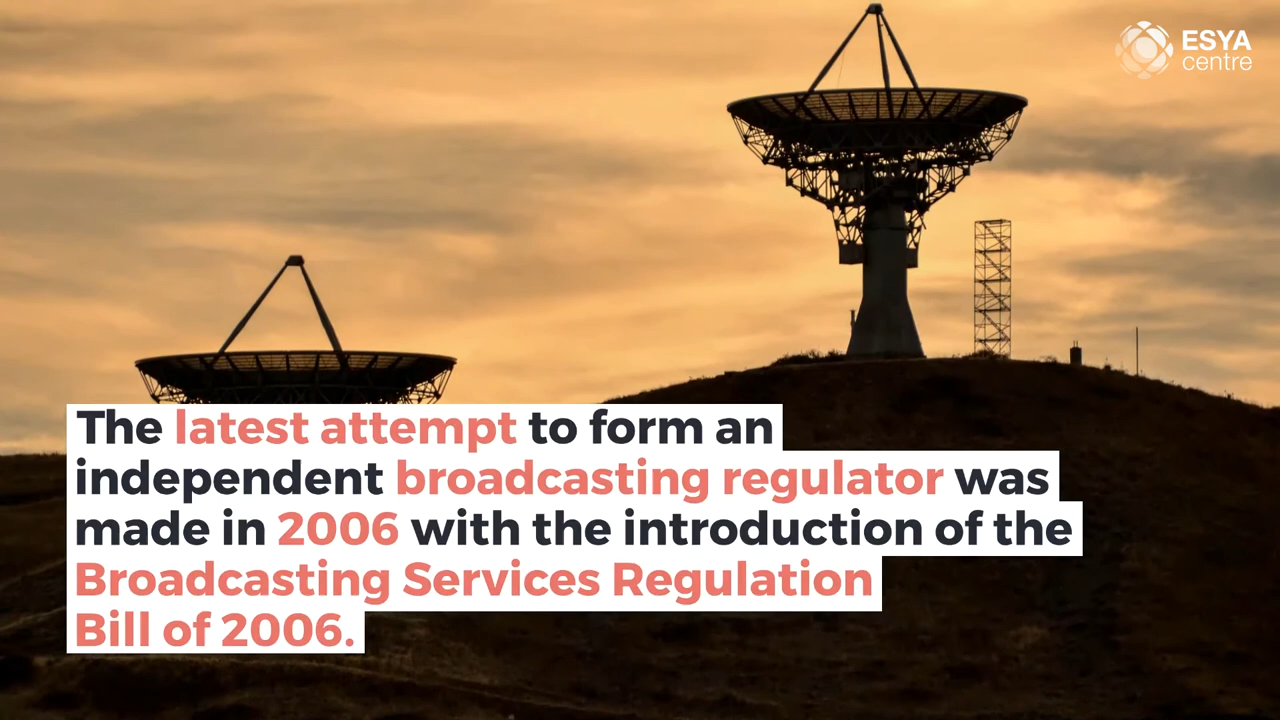 ESYA
centre
The latest attempt to form an
independent broadcasting regulator was
made in 2006 with the introduction of the
Broadcasting Services Regulation
Bill of 2006.